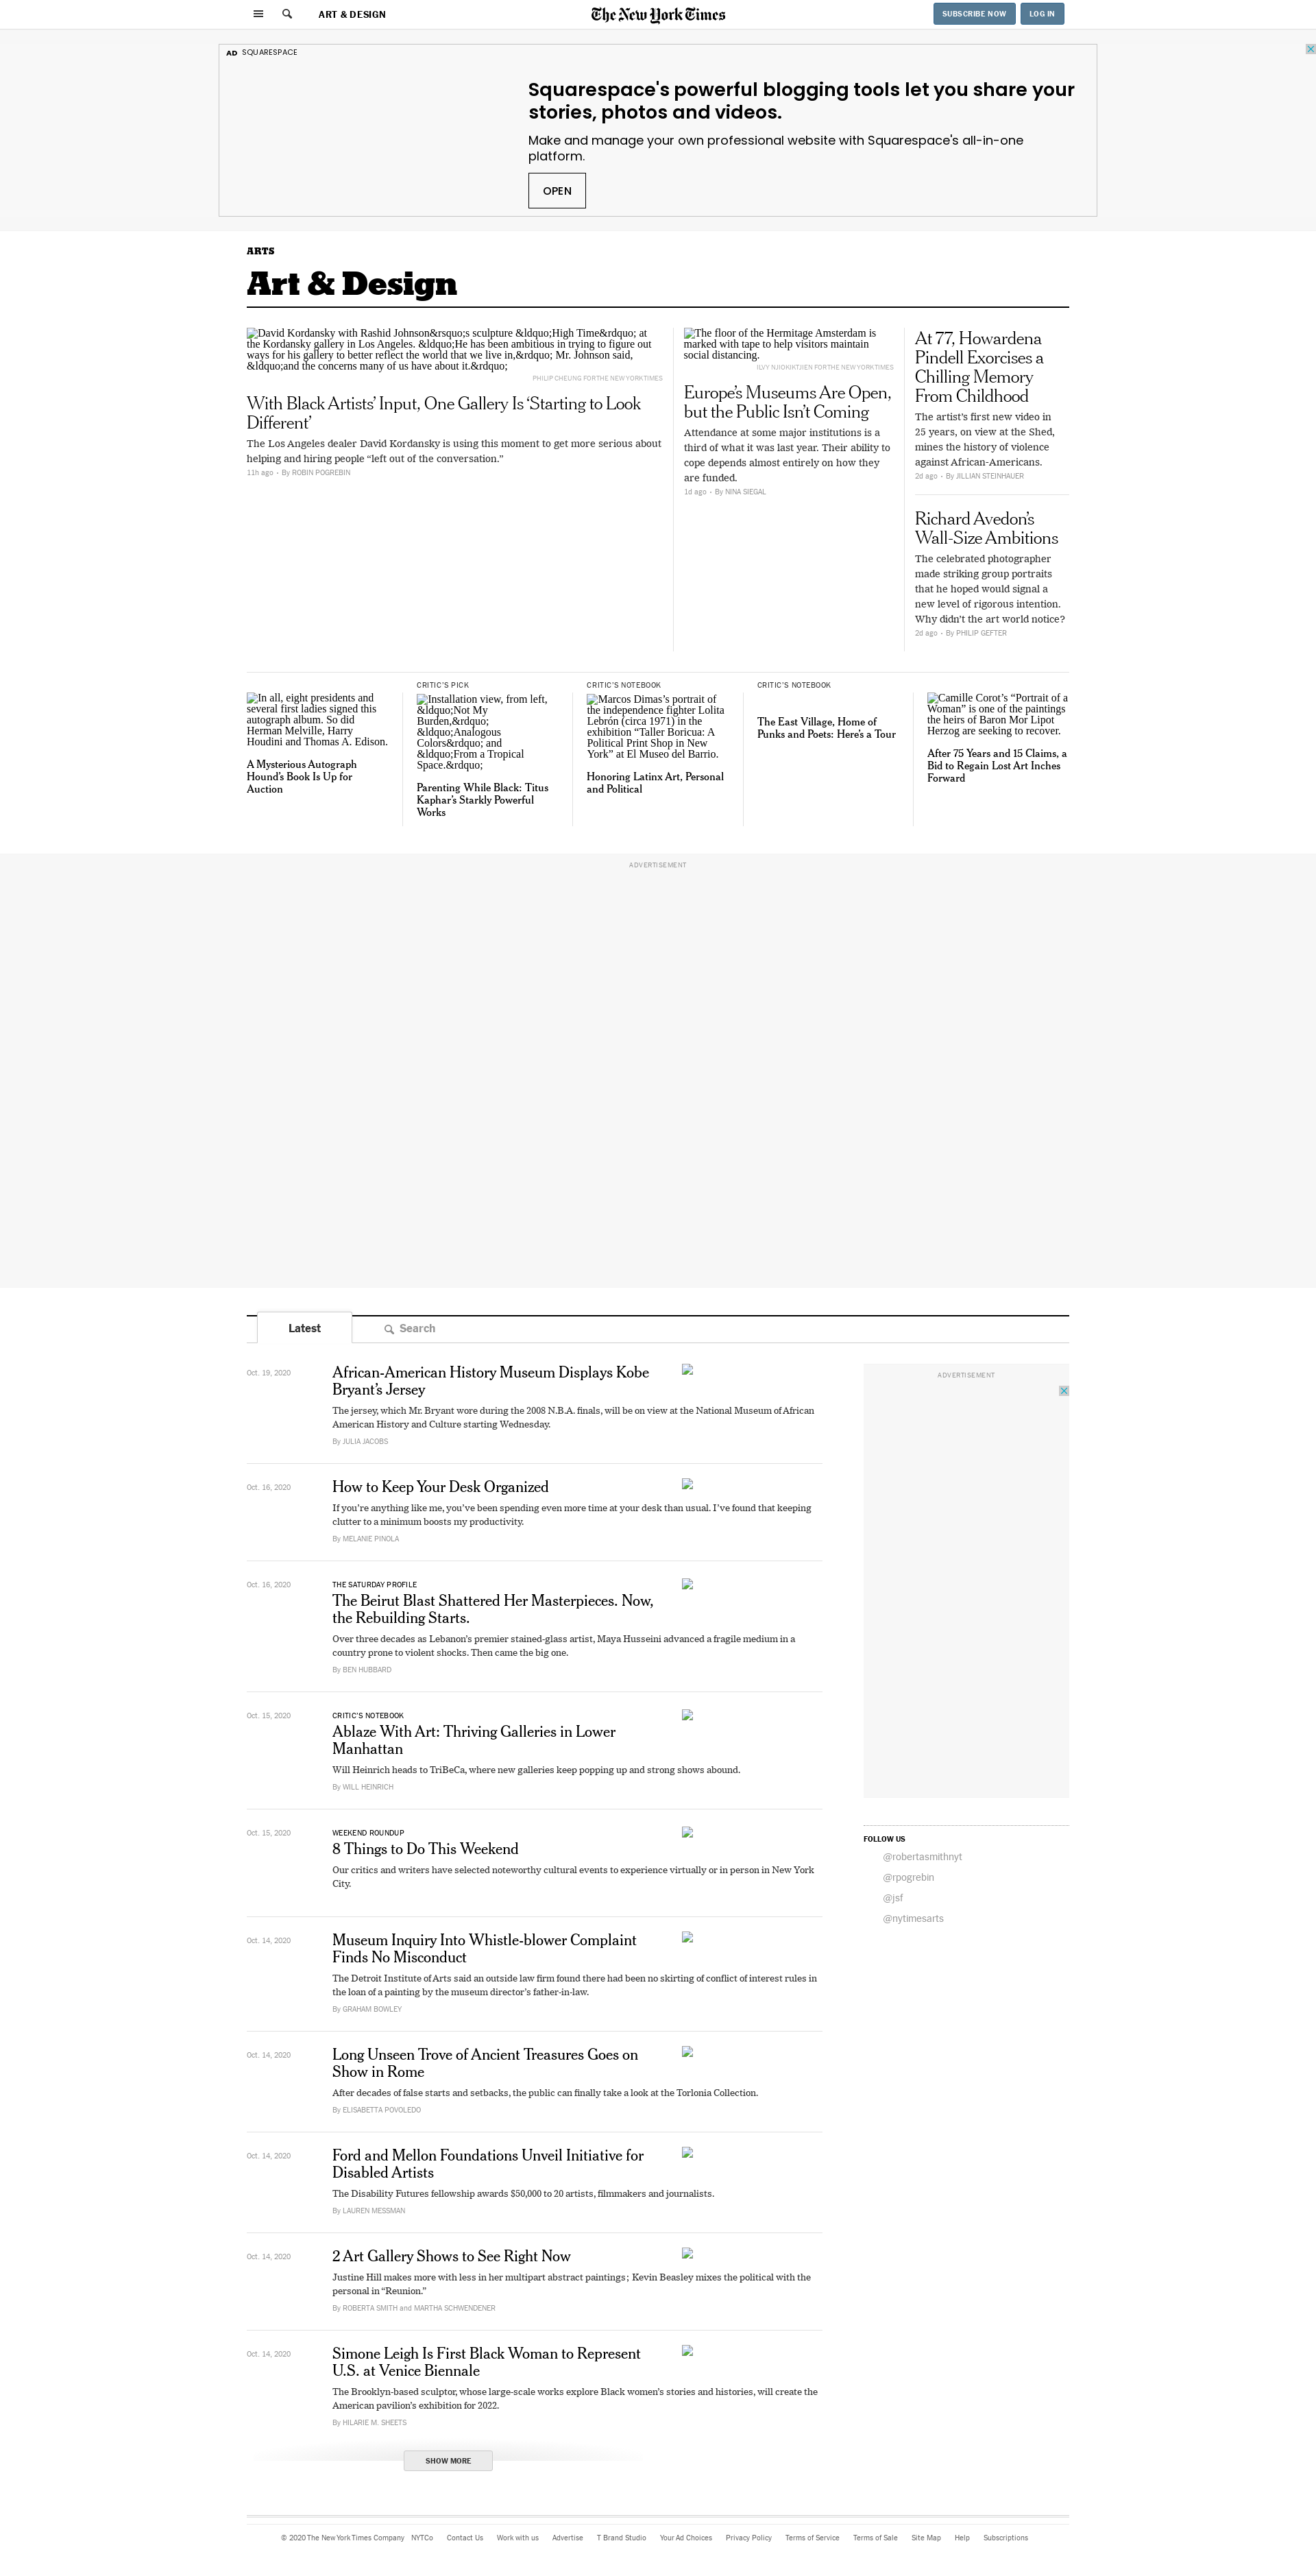 ART & DESIGN
The New York Times
SUBSCRIBE NOW
LOG IN
AD SQUARESPACE
Squarespace's powerful blogging tools let you share your
stories, photos and videos.
Make and manage your own professional website with Squarespace's all-in-one
platform.
OPEN
ARTS
Art & Design
David Kordansky with Rashid Johnson&rsquo;s sculpture &ldquo;High Time&rdquo; at
the Kordansky gallery in Los Angeles. &ldquo;He has been ambitious in trying to figure out
ways for his gallery to better reflect the world that we live in,&rdquo; Mr. Johnson said,
&ldquo;and the concerns many of us have about it.&rdquo;
PHILIP CHEUNG FOR THE NEW YORK TIMES
With Black Artists’ Input, One Gallery Is ‘Starting to Look
Different’
The Los Angeles dealer David Kordansky is using this moment to get more serious about
helping and hiring people “left out of the conversation.”
11h ago • By ROBIN POGREBIN
The floor of the Hermitage Amsterdam is
marked with tape to help visitors maintain
social distancing.
ILVY NJIOKIKTJIEN FOR THE NEW YORK TIMES
Europe’s Museums Are Open,
but the Public Isn’t Coming
Attendance at some major institutions is a
third of what it was last year. Their ability to
cope depends almost entirely on how they
are funded.
1d ago • By NINA SIEGAL
At 77, Howardena
Pindell Exorcises a
Chilling Memory
From Childhood
The artist’s first new video in
25 years, on view at the Shed,
mines the history of violence
against African-Americans.
2d ago • By JILLIAN STEINHAUER
Richard Avedon’s
Wall-Size Ambitions
The celebrated photographer
made striking group portraits
that he hoped would signal a
new level of rigorous intention.
Why didn’t the art world notice?
2d ago • By PHILIP GEFTER
In all, eight presidents and
several first ladies signed this
autograph album. So did
Herman Melville, Harry
Houdini and Thomas A. Edison.
A Mysterious Autograph
Hound’s Book Is Up for
Auction
CRITIC’S PICK
Installation view, from left,
&ldquo;Not My
Burden,&rdquo;
&ldquo;Analogous
Colors&rdquo; and
&ldquo;From a Tropical
Space.&rdquo;
Parenting While Black: Titus
Kaphar’s Starkly Powerful
Works
CRITIC’S NOTEBOOK
Marcos Dimas’s portrait of
the independence fighter Lolita
Lebrón (circa 1971) in the
exhibition “Taller Boricua: A
Political Print Shop in New
York” at El Museo del Barrio.
Honoring Latinx Art, Personal
and Political
CRITIC’S NOTEBOOK
The East Village, Home of
Punks and Poets: Here’s a Tour
Camille Corot’s “Portrait of a
Woman” is one of the paintings
the heirs of Baron Mor Lipot
Herzog are seeking to recover.
After 75 Years and 15 Claims, a
Bid to Regain Lost Art Inches
Forward
ADVERTISEMENT
Latest
Search
Oct. 19, 2020
African-American History Museum Displays Kobe
Bryant’s Jersey
The jersey, which Mr. Bryant wore during the 2008 N.B.A. finals, will be on view at the National Museum of African
American History and Culture starting Wednesday.
By JULIA JACOBS
Oct. 16, 2020
How to Keep Your Desk Organized
If you’re anything like me, you’ve been spending even more time at your desk than usual. I’ve found that keeping
clutter to a minimum boosts my productivity.
By MELANIE PINOLA
Oct. 16, 2020
THE SATURDAY PROFILE
The Beirut Blast Shattered Her Masterpieces. Now,
the Rebuilding Starts.
Over three decades as Lebanon’s premier stained-glass artist, Maya Husseini advanced a fragile medium in a
country prone to violent shocks. Then came the big one.
By BEN HUBBARD
Oct. 15, 2020
CRITIC’S NOTEBOOK
Ablaze With Art: Thriving Galleries in Lower
Manhattan
Will Heinrich heads to TriBeCa, where new galleries keep popping up and strong shows abound.
By WILL HEINRICH
Oct. 15, 2020
WEEKEND ROUNDUP
8 Things to Do This Weekend
Our critics and writers have selected noteworthy cultural events to experience virtually or in person in New York
City.
Oct. 14, 2020
Museum Inquiry Into Whistle-blower Complaint
Finds No Misconduct
The Detroit Institute of Arts said an outside law firm found there had been no skirting of conflict of interest rules in
the loan of a painting by the museum director’s father-in-law.
By GRAHAM BOWLEY
Oct. 14, 2020
Long Unseen Trove of Ancient Treasures Goes on
Show in Rome
After decades of false starts and setbacks, the public can finally take a look at the Torlonia Collection.
By ELISABETTA POVOLEDO
Oct. 14, 2020
Ford and Mellon Foundations Unveil Initiative for
Disabled Artists
The Disability Futures fellowship awards $50,000 to 20 artists, filmmakers and journalists.
By LAUREN MESSMAN
Oct. 14, 2020
2 Art Gallery Shows to See Right Now
Justine Hill makes more with less in her multipart abstract paintings; Kevin Beasley mixes the political with the
personal in “Reunion.”
By ROBERTA SMITH and MARTHA SCHWENDENER
Oct. 14, 2020
Simone Leigh Is First Black Woman to Represent
U.S. at Venice Biennale
The Brooklyn-based sculptor, whose large-scale works explore Black women’s stories and histories, will create the
American pavilion’s exhibition for 2022.
By HILARIE M. SHEETS
SHOW MORE
ADVERTISEMENT
FOLLOW US
@robertasmithnyt
@rpogrebin
@jsf
@nytimesarts
© 2020 The New York Times Company NYTCo Contact Us Work with us Advertise T Brand Studio Your Ad Choices Privacy Policy Terms of Service Terms of Sale Site Map Help Subscriptions